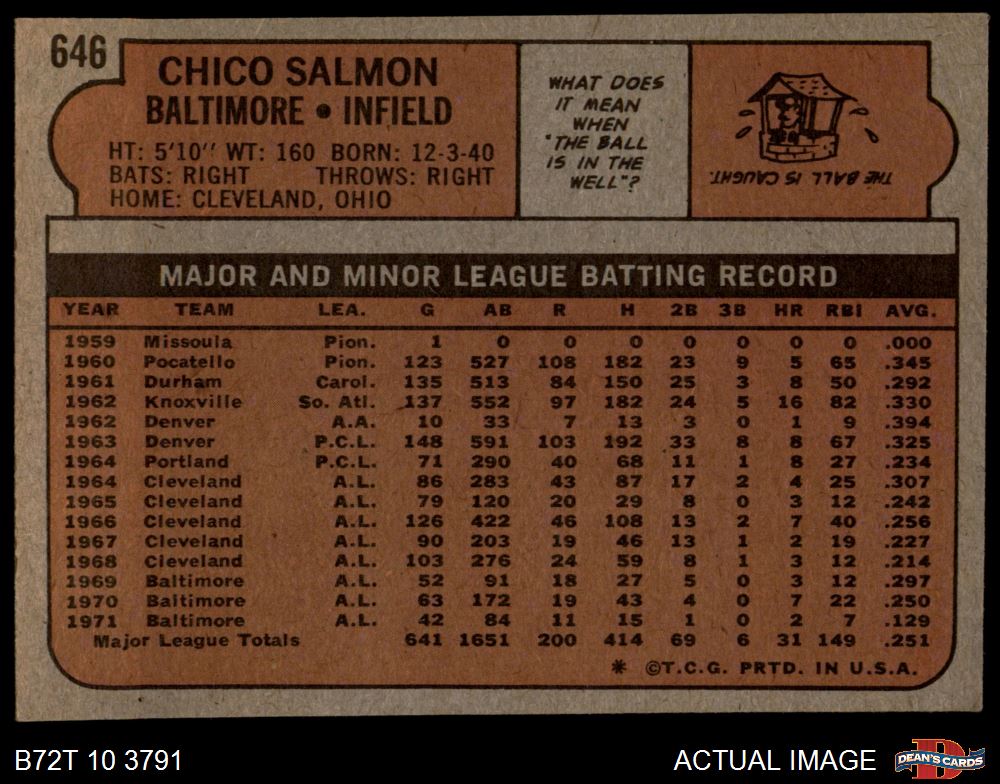 646
CHICO SALMON
BALTIMORE • INFIELD
HT: 5'10" WT: 160 BORN: 12-3-40
BATS: RIGHT THROWS: RIGHT
HOME: CLEVELAND, OHIO
WHAT DOES
IT MEAN
WHEN
"THE BALL
IS IN THE
WELL"?
THE BALL IS CAUGHT.
MAJOR AND MINOR LEAGUE BATTING RECORD
YEAR TEAM LEA. G AB R H 2B 3B HR RBI AVG.
1959 Missoula Pion. 1 0 0 0 0 0 0 0 .000
1960 Pocatello Pion. 123 527 108 182 23 9 5 65 .345
1961 Durham Carol. 135 513 84 150 25 3 8 50 .292
1962 Knoxville So. Atl. 137 552 97 182 24 5 16 82 .330
1962 Denver A.A. 10 33 7 13 3 0 1 9 .394
1963 Denver P.C.L. 148 591 103 192 33 8 8 67 .325
1964 Portland P.C.L. 71 290 40 68 11 1 8 27 .234
1964 Cleveland A.L. 86 283 43 87 17 2 4 25 .307
1965 Cleveland A.L. 79 120 20 29 8 0 3 12 .242
1966 Cleveland A.L. 126 422 46 108 13 2 7 40 .256
1967 Cleveland A.L. 90 203 19 46 13 1 2 19 .227
1968 Cleveland A.L. 103 276 24 59 8 1 3 12 .214
1969 Baltimore A.L. 52 91 18 27 5 0 3 12 .297
1970 Baltimore A.L. 63 172 19 43 4 0 7 22 .250
1971 Baltimore A.L. 42 84 11 15 1 0 2 7 .129
Major League Totals 641 1651 200 414 69 6 31 149 .251
* ©T.C.G. PRTD. IN U.S.A.
B72T 10 3791
ACTUAL IMAGE
DEAN'S CARDS